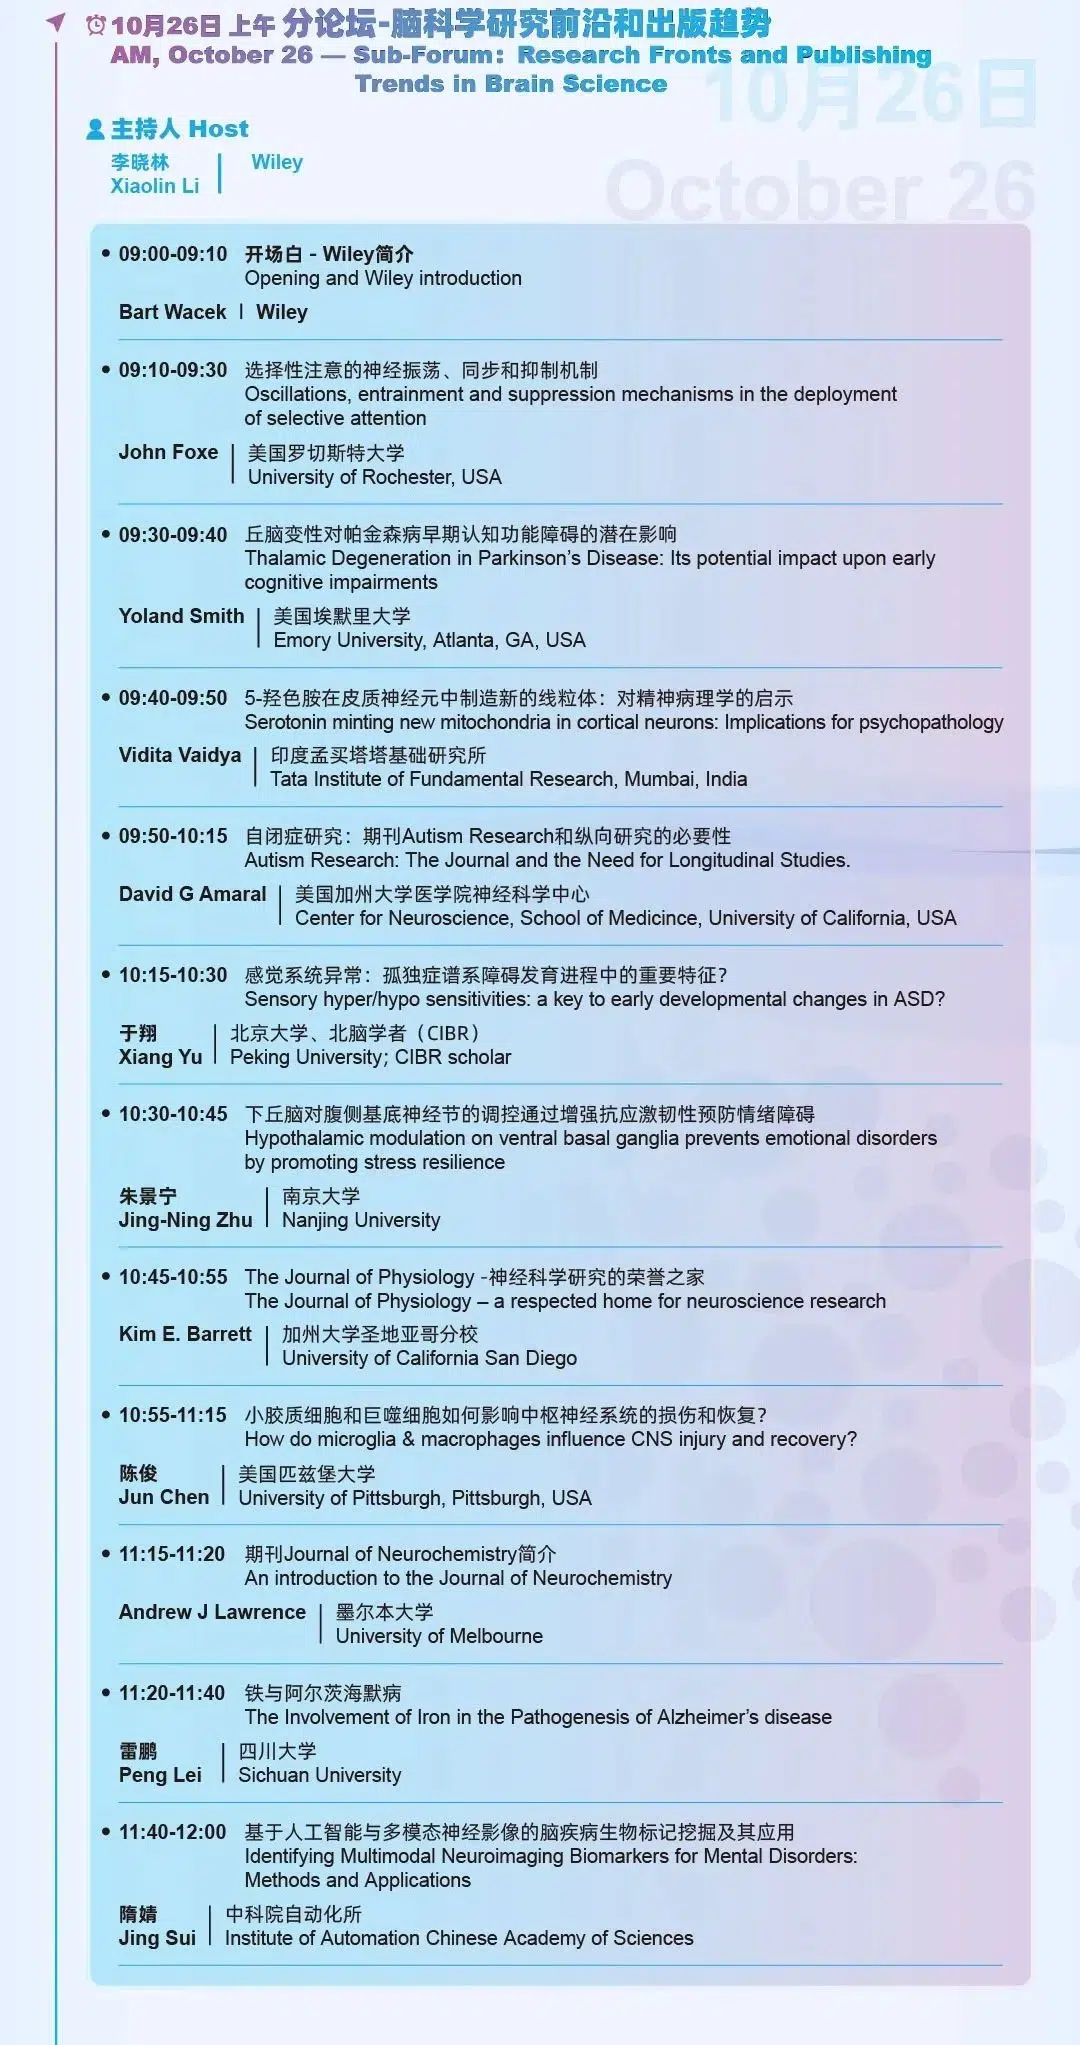 10月26日 上午 分论坛-脑科学研究前沿和出版趋势
AM, October 26 — Sub-Forum: Research Fronts and Publishing
Trends in Brain Science
10月26日
October 26
主持人 Host
李晓林 Wiley
Xiaolin Li
09:00-09:10 开场白 - Wiley简介
Opening and Wiley introduction
Bart Wacek | Wiley
09:10-09:30 选择性注意的神经振荡、同步和抑制机制
Oscillations, entrainment and suppression mechanisms in the deployment
of selective attention
John Foxe 美国罗切斯特大学
University of Rochester, USA
09:30-09:40 丘脑变性对帕金森病早期认知功能障碍的潜在影响
Thalamic Degeneration in Parkinson's Disease: Its potential impact upon early
cognitive impairments
Yoland Smith 美国埃默里大学
Emory University, Atlanta, GA, USA
09:40-09:50 5-羟色胺在皮质神经元中制造新的线粒体：对精神病理学的启示
Serotonin minting new mitochondria in cortical neurons: Implications for psychopathology
Vidita Vaidya 印度孟买塔塔基础研究所
Tata Institute of Fundamental Research, Mumbai, India
09:50-10:15 自闭症研究：期刊Autism Research和纵向研究的必要性
Autism Research: The Journal and the Need for Longitudinal Studies.
David G Amaral 美国加州大学医学院神经科学中心
Center for Neuroscience, School of Medicince, University of California, USA
10:15-10:30 感觉系统异常：孤独症谱系障碍发育进程中的重要特征？
Sensory hyper/hypo sensitivities: a key to early developmental changes in ASD?
于翔 北京大学、北脑学者（CIBR）
Xiang Yu Peking University; CIBR scholar
10:30-10:45 下丘脑对腹侧基底神经节的调控通过增强抗应激韧性预防情绪障碍
Hypothalamic modulation on ventral basal ganglia prevents emotional disorders
by promoting stress resilience
朱景宁 南京大学
Jing-Ning Zhu Nanjing University
10:45-10:55 The Journal of Physiology -神经科学研究的荣誉之家
The Journal of Physiology – a respected home for neuroscience research
Kim E. Barrett 加州大学圣地亚哥分校
University of California San Diego
10:55-11:15 小胶质细胞和巨噬细胞如何影响中枢神经系统的损伤和恢复？
How do microglia & macrophages influence CNS injury and recovery?
陈俊 美国匹兹堡大学
Jun Chen University of Pittsburgh, Pittsburgh, USA
11:15-11:20 期刊Journal of Neurochemistry简介
An introduction to the Journal of Neurochemistry
Andrew J Lawrence 墨尔本大学
University of Melbourne
11:20-11:40 铁与阿尔茨海默病
The Involvement of Iron in the Pathogenesis of Alzheimer's disease
雷鹏 四川大学
Peng Lei Sichuan University
11:40-12:00 基于人工智能与多模态神经影像的脑疾病生物标记挖掘及其应用
Identifying Multimodal Neuroimaging Biomarkers for Mental Disorders:
Methods and Applications
隋婧 中科院自动化所
Jing Sui Institute of Automation Chinese Academy of Sciences